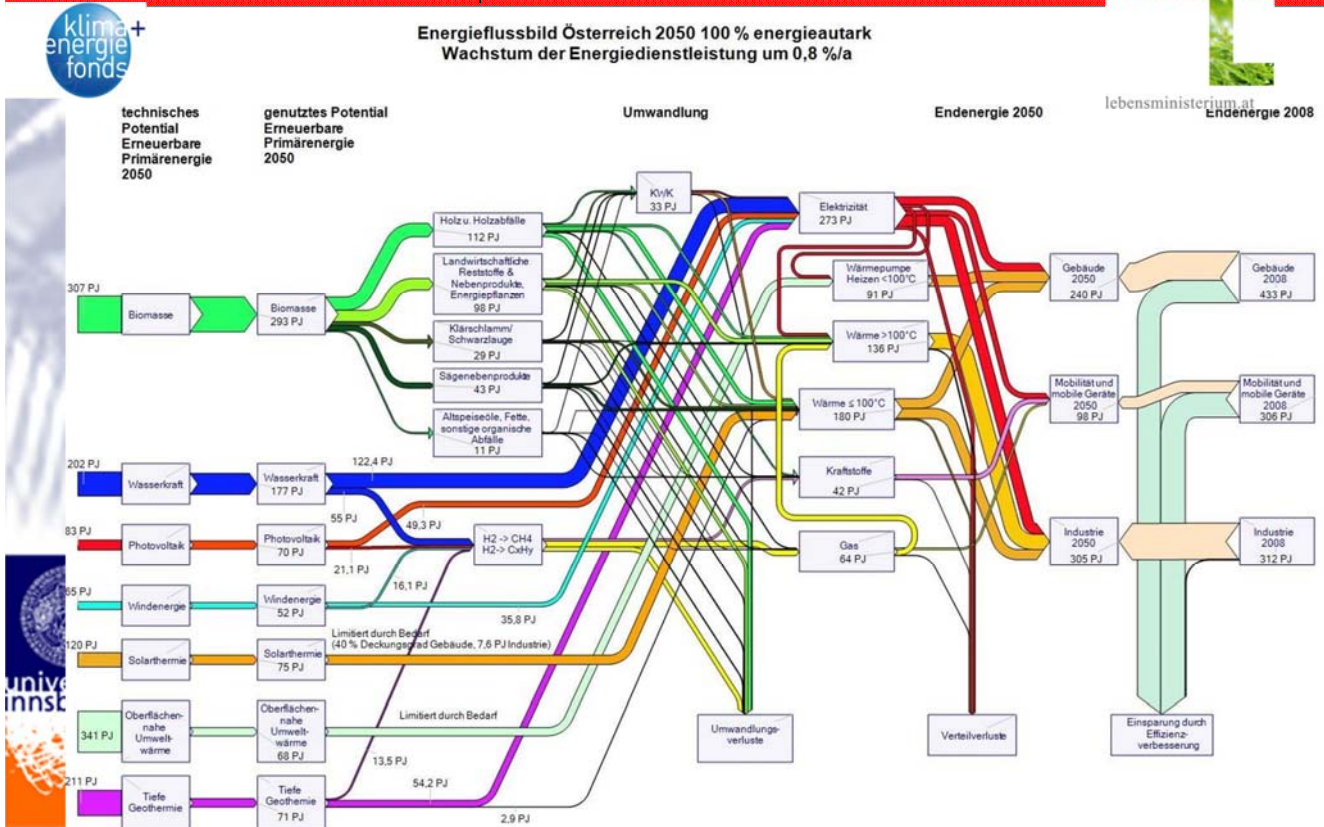 klima+
energie
fonds
Energieflussbild Österreich 2050 100 % energieautark
Wachstum der Energiedienstleistung um 0,8 %/a
lebensministerium.at
technisches
Potential
Erneuerbare
Primärenergie
2050
genutztes Potential
Erneuerbare
Primärenergie
2050
Umwandlung
Endenergie 2050
Endenergie 2008
307 PJ
Biomasse
Biomasse
293 PJ
Holz u. Holzabfälle
112 PJ
Landwirtschaftliche
Reststoffe &
Nebenprodukte,
Energiepflanzen
98 PJ
Klärschlamm/
Schwarzlauge
29 PJ
Sägenebenprodukte
43 PJ
Altspeiseöle, Fette,
sonstige organische
Abfälle
11 PJ
KWK
33 PJ
Elektrizität
273 PJ
Wärmepumpe
Heizen <100°C
91 PJ
Wärme >100°C
136 PJ
Wärme ≤ 100°C
180 PJ
Kraftstoffe
42 PJ
Gas
64 PJ
Gebäude
2050
240 PJ
Gebäude
2008
433 PJ
Mobilität und
mobile Geräte
2050
98 PJ
Mobilität und
mobile Geräte
2008
306 PJ
Industrie
2050
305 PJ
Industrie
2008
312 PJ
202 PJ
Wasserkraft
Wasserkraft
177 PJ
122,4 PJ
55 PJ
83 PJ
Photovoltaik
Photovoltaik
70 PJ
49,3 PJ
21,1 PJ
H2 -> CH4
H2 -> CxHy
65 PJ
Windenergie
Windenergie
52 PJ
16,1 PJ
35,8 PJ
120 PJ
Solarthermie
Solarthermie
75 PJ
Limitiert durch Bedarf
(40 % Deckungsgrad Gebäude, 7,6 PJ Industrie)
341 PJ
Oberflächen-
nahe
Umwelt-
wärme
Oberflächen-
nahe
Umwelt-
wärme
68 PJ
Limitiert durch Bedarf
211 PJ
Tiefe
Geothermie
Tiefe
Geothermie
71 PJ
13,5 PJ
54,2 PJ
2,9 PJ
Umwandlungs-
verluste
Verteilverluste
Einsparung durch
Effizienz-
verbesserung